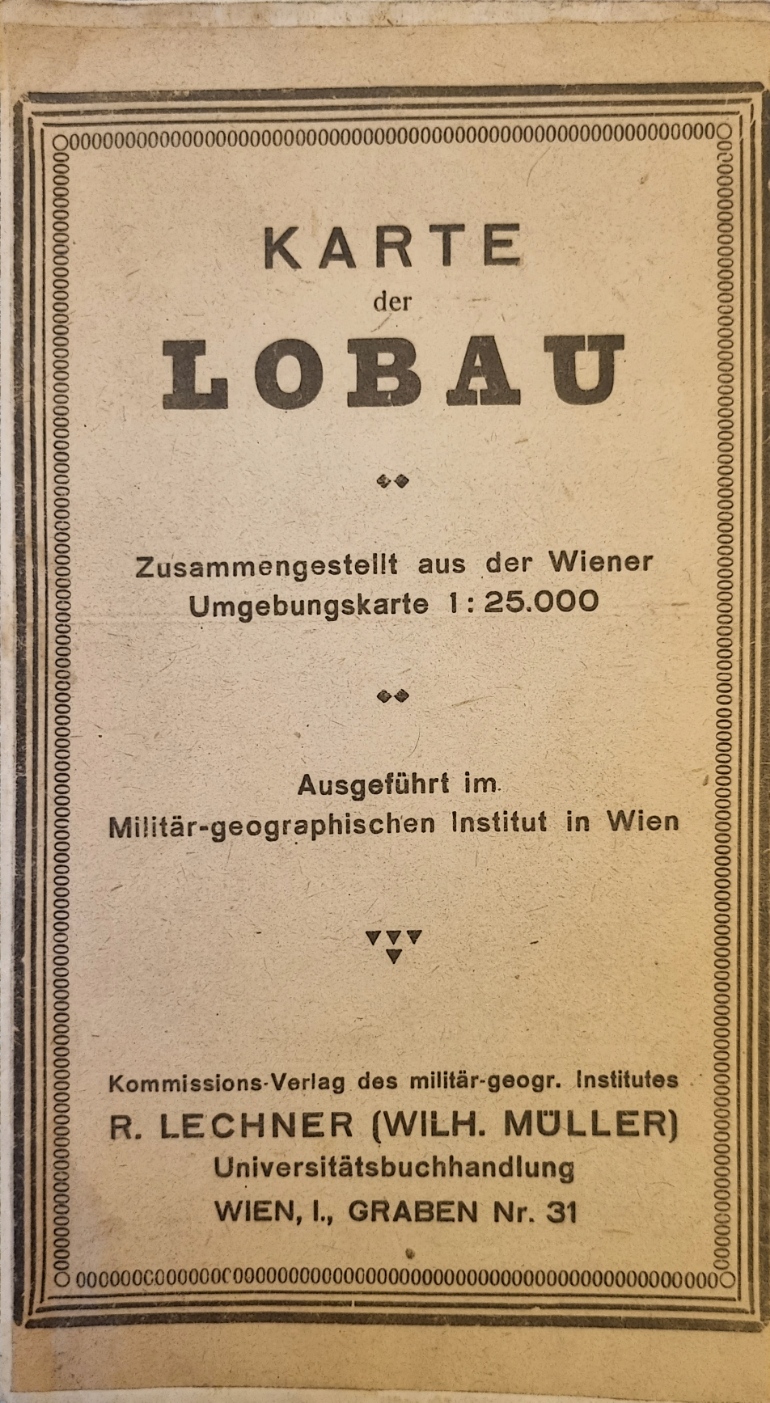 KARTE
der
LOBAU
Zusammengestellt aus der Wiener
Umgebungskarte 1 : 25.000
Ausgeführt im
Militär-geographischen Institut in Wien
Kommissions-Verlag des militär-geogr. Institutes
R. LECHNER (WILH. MÜLLER)
Universitätsbuchhandlung
WIEN, I., GRABEN Nr. 31